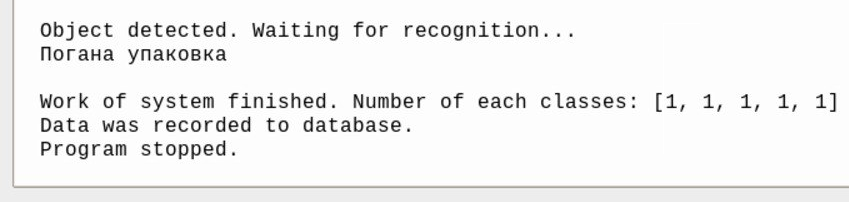 Object detected. Waiting for recognition...
Погана упаковка
Work of system finished. Number of each classes: [1, 1, 1, 1, 1]
Data was recorded to database.
Program stopped.